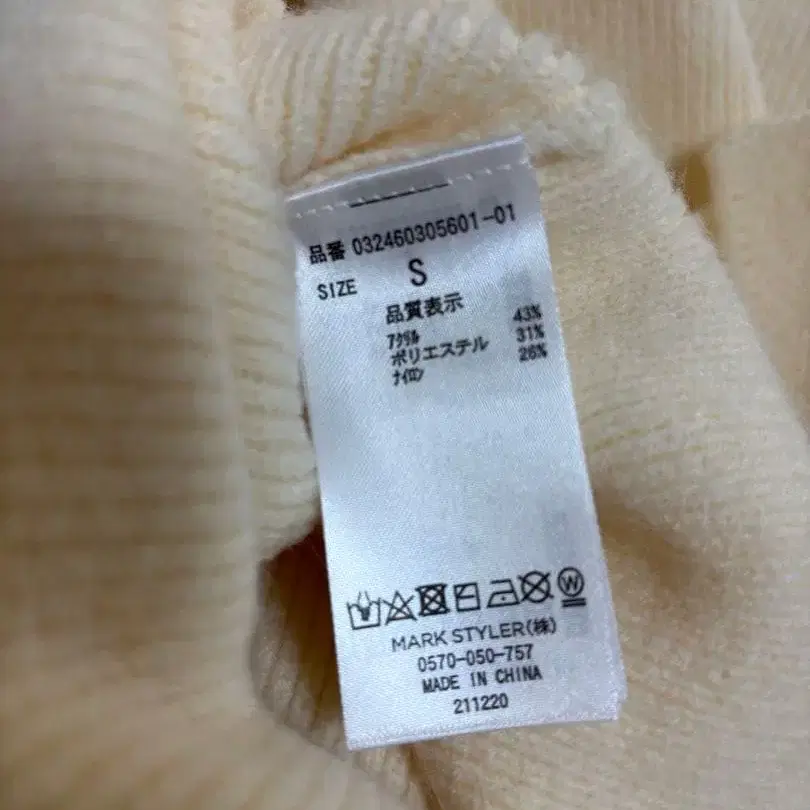 品番 032460305601-01
SIZE S
品質表示
ｱｸﾘﾙ 43%
ポリエステル 31%
ﾅｲﾛﾝ 26%
W
MARK STYLER(株)
0570-050-757
MADE IN CHINA
211220